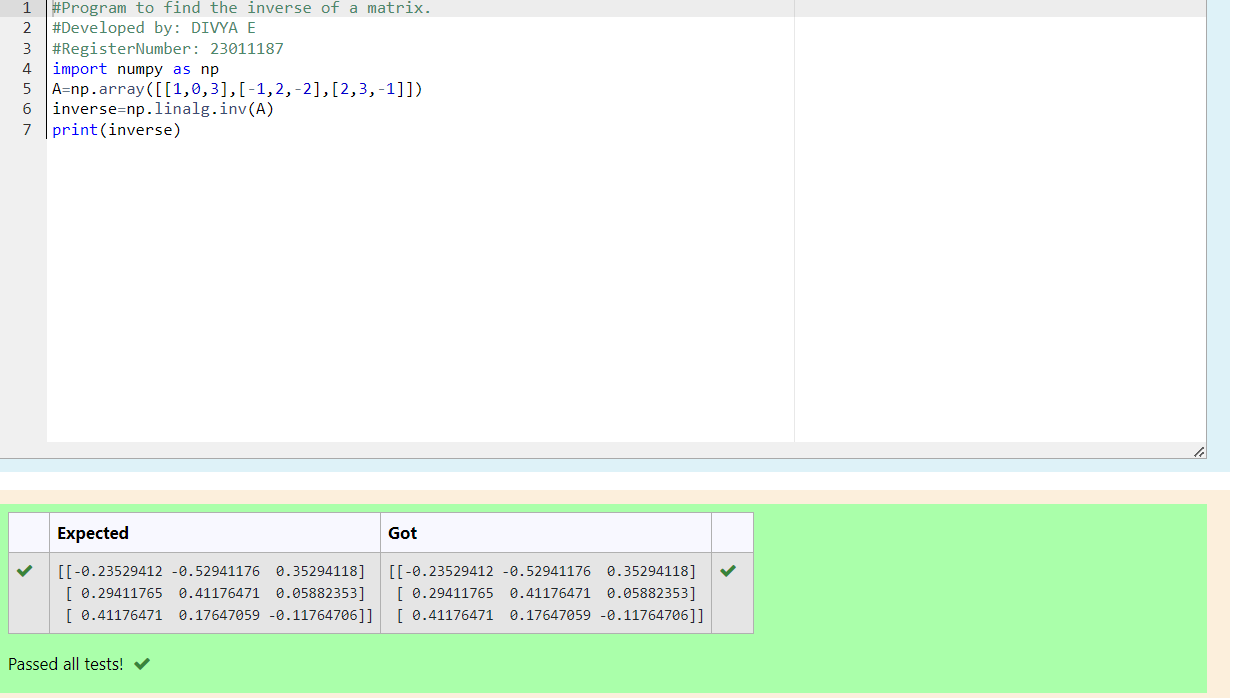 1 #Program to find the inverse of a matrix.
2 #Developed by: DIVYA E
3 #RegisterNumber: 23011187
4 import numpy as np
5 A=np.array([[1,0,3],[-1,2,-2],[2,3,-1]])
6 inverse=np.linalg.inv(A)
7 print(inverse)
Expected Got
[[-0.23529412 -0.52941176  0.35294118] [[-0.23529412 -0.52941176  0.35294118]
[ 0.29411765  0.41176471  0.05882353] [ 0.29411765  0.41176471  0.05882353]
[ 0.41176471  0.17647059 -0.11764706]] [ 0.41176471  0.17647059 -0.11764706]]
Passed all tests!